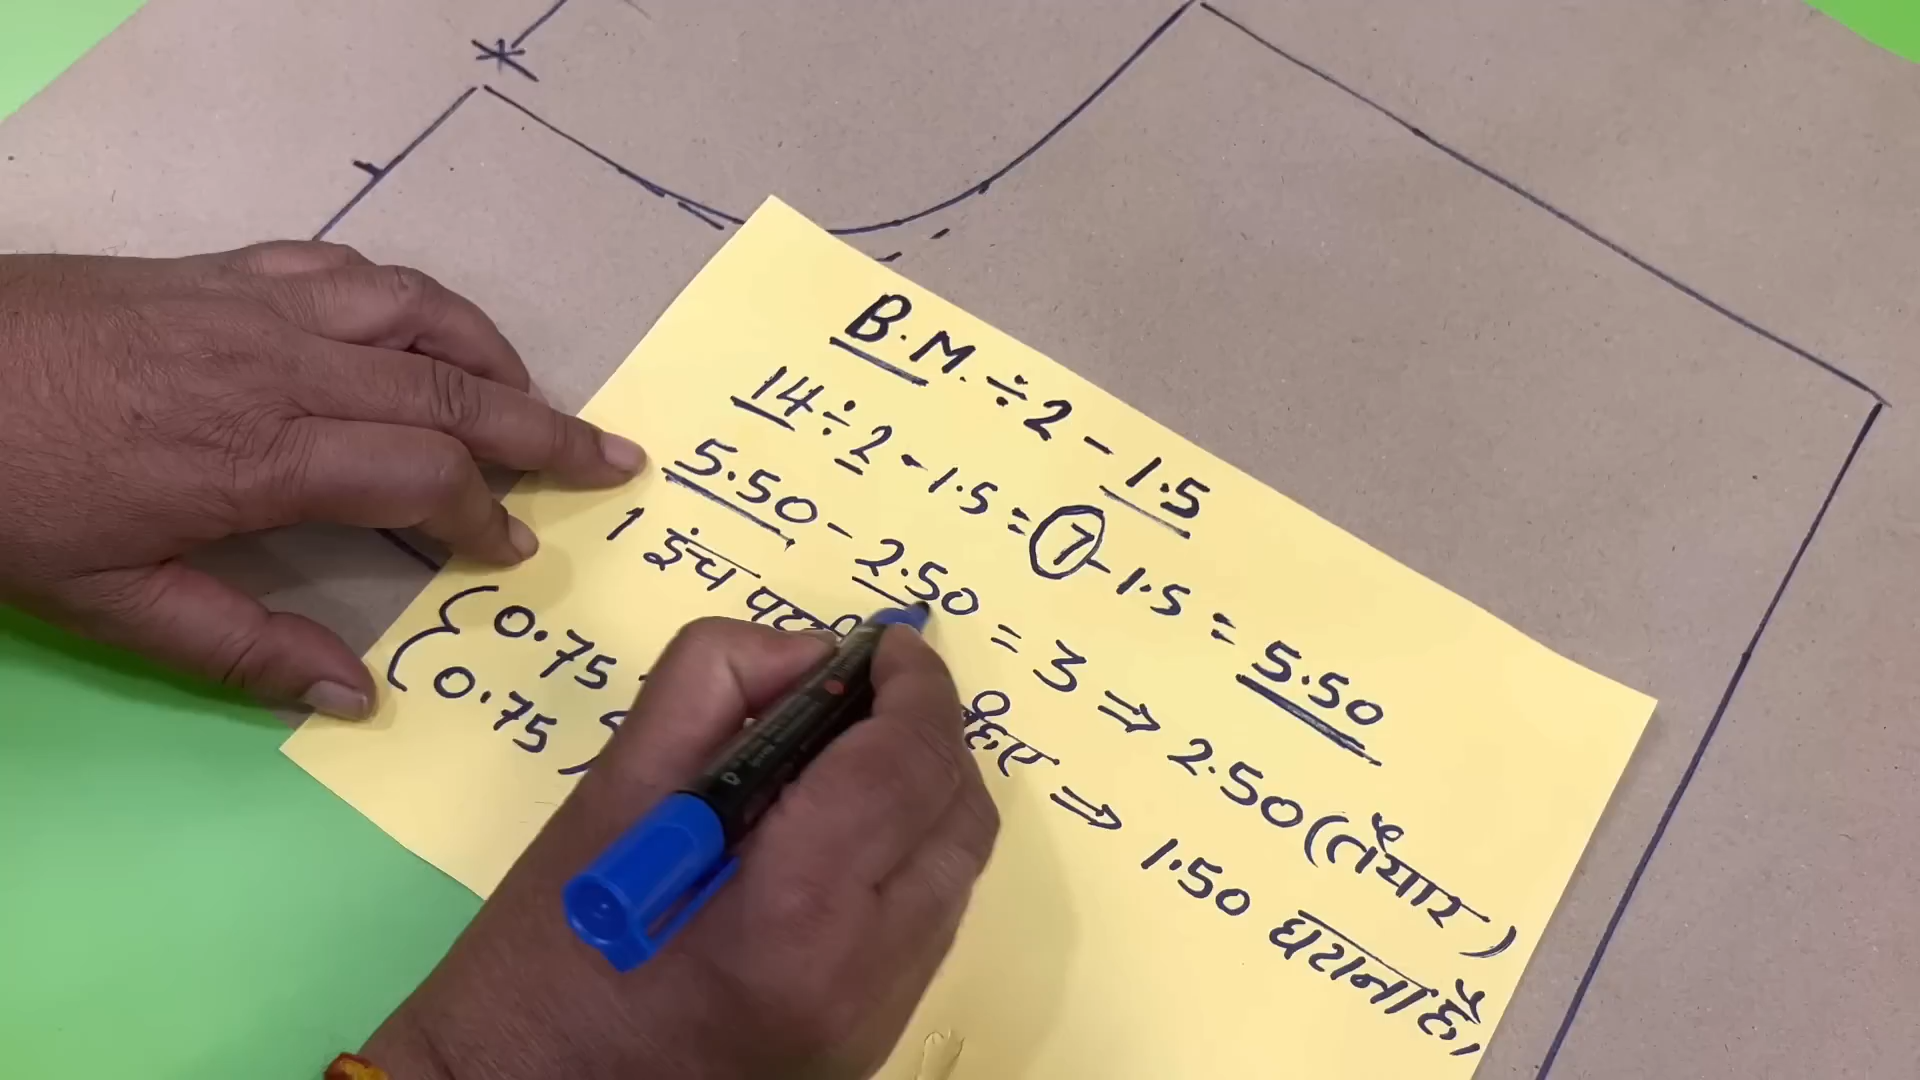 B.M. ÷ 2 - 1.5
14 ÷ 2 - 1.5 = 7 - 1.5 = 5.50
5.50 - 2.50 = 3 ⇒ 2.50 (तैयार)
1 इंच पट्टी ⇒ 1.50 घटाना है,
0.75
0.75